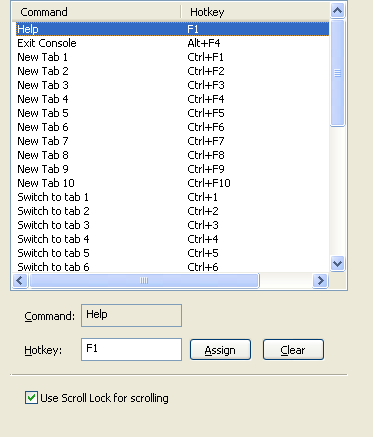 Command Hotkey
Help F1
Exit Console Alt+F4
New Tab 1 Ctrl+F1
New Tab 2 Ctrl+F2
New Tab 3 Ctrl+F3
New Tab 4 Ctrl+F4
New Tab 5 Ctrl+F5
New Tab 6 Ctrl+F6
New Tab 7 Ctrl+F7
New Tab 8 Ctrl+F8
New Tab 9 Ctrl+F9
New Tab 10 Ctrl+F10
Switch to tab 1 Ctrl+1
Switch to tab 2 Ctrl+2
Switch to tab 3 Ctrl+3
Switch to tab 4 Ctrl+4
Switch to tab 5 Ctrl+5
Switch to tab 6 Ctrl+6
Command: Help
Hotkey: F1 Assign Clear
Use Scroll Lock for scrolling